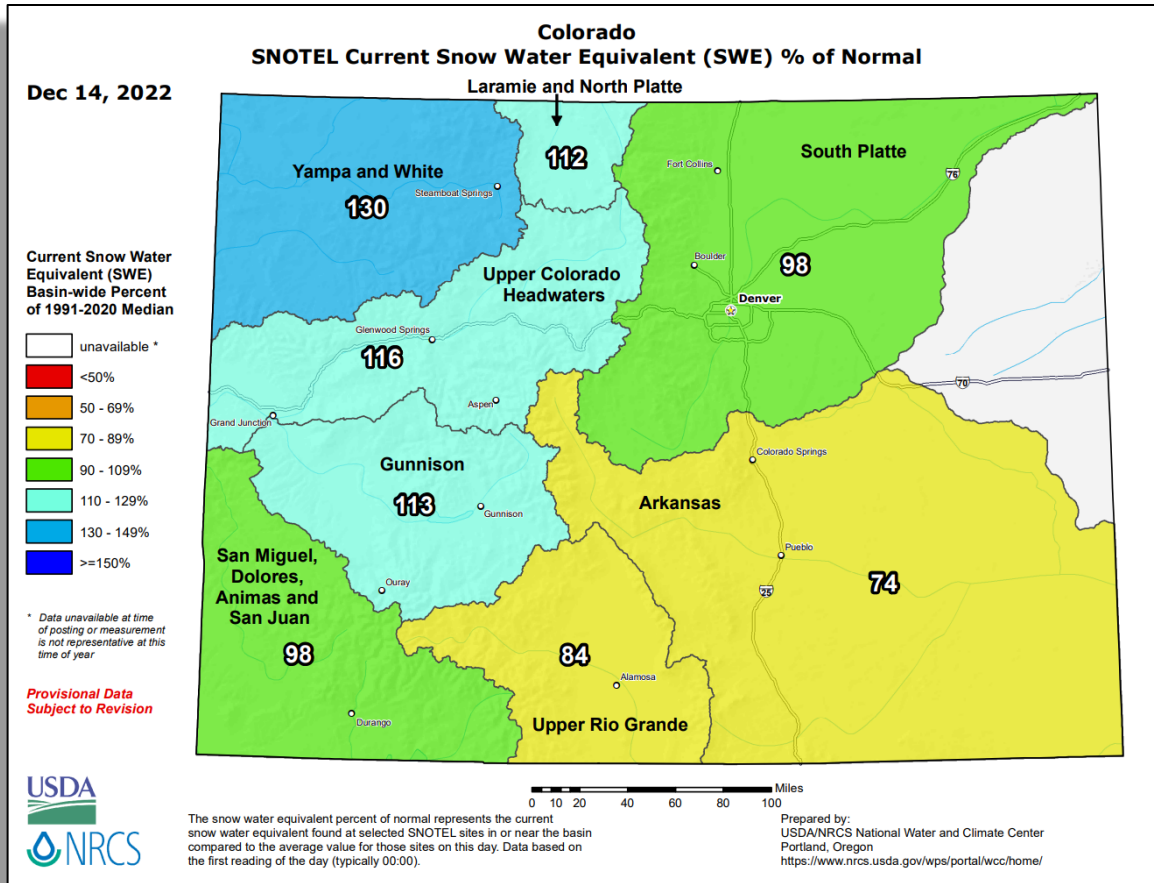 Colorado
SNOTEL Current Snow Water Equivalent (SWE) % of Normal
Dec 14, 2022
Laramie and North Platte
112
Yampa and White
130
Steamboat Springs
Fort Collins
South Platte
76
98
Boulder
Denver
Upper Colorado
Headwaters
Glenwood Springs
116
Aspen
Grand Junction
70
Gunnison
113
Gunnison
Ouray
Colorado Springs
Arkansas
Pueblo
25
74
San Miguel,
Dolores,
Animas and
San Juan
98
Durango
84
Alamosa
Upper Rio Grande
Current Snow Water
Equivalent (SWE)
Basin-wide Percent
of 1991-2020 Median
unavailable *
<50%
50 - 69%
70 - 89%
90 - 109%
110 - 129%
130 - 149%
>=150%
* Data unavailable at time
of posting or measurement
is not representative at this
time of year
Provisional Data
Subject to Revision
USDA
NRCS
Miles
0 10 20 40 60 80 100
The snow water equivalent percent of normal represents the current
snow water equivalent found at selected SNOTEL sites in or near the basin
compared to the average value for those sites on this day. Data based on
the first reading of the day (typically 00:00).
Prepared by:
USDA/NRCS National Water and Climate Center
Portland, Oregon
https://www.nrcs.usda.gov/wps/portal/wcc/home/